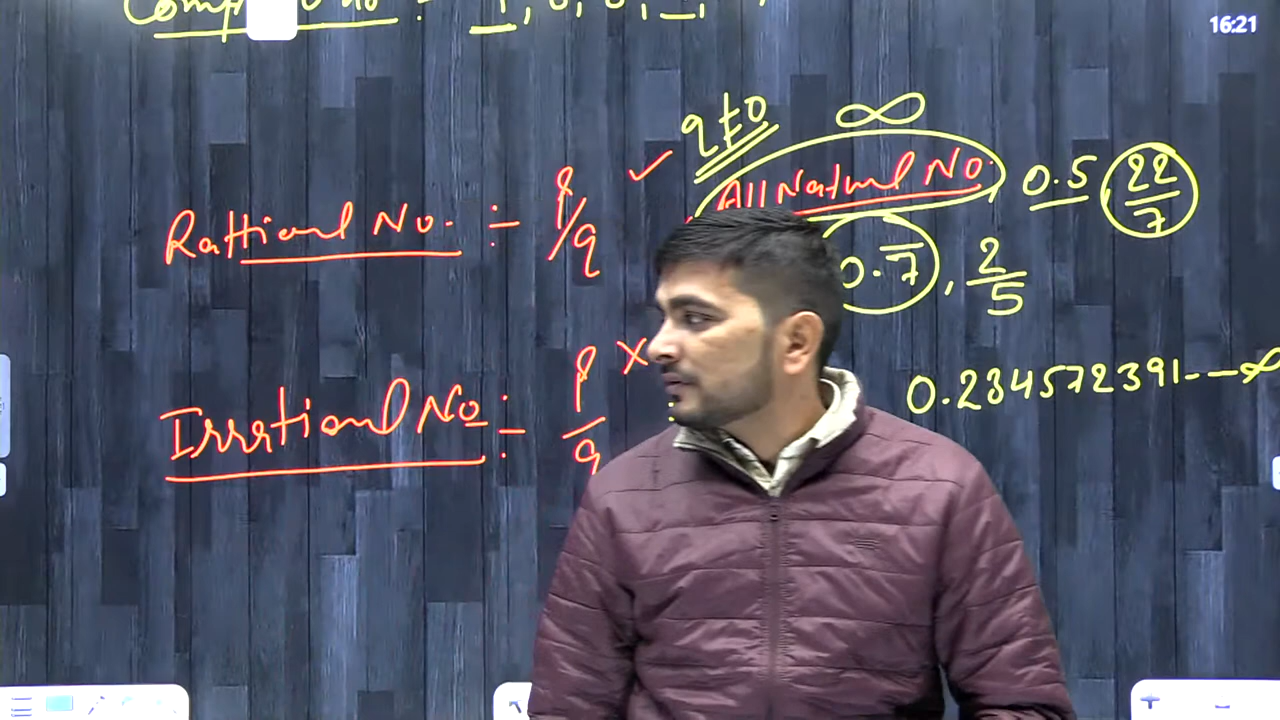 16:21
q ≠ 0 ∞
Rattional No. ÷ p/q ✓ All Natural No. 0.5 22/7
0.7̅, 2/5
Irrational No. ÷ p/q ×
0.234572391---∞